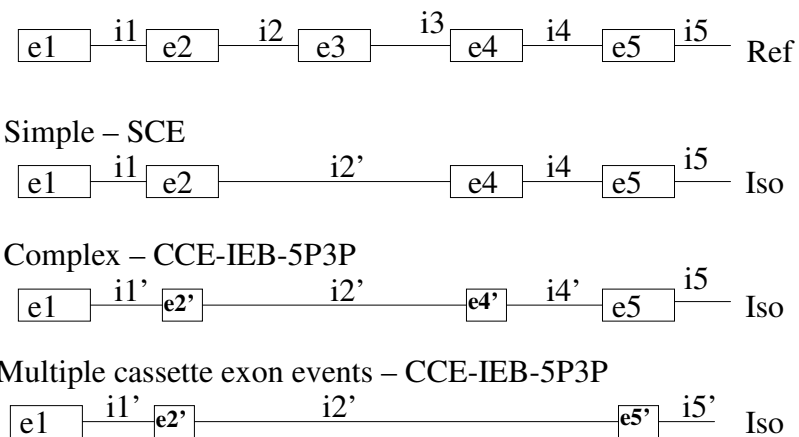 i1 i2 i3 i4 i5
e1 e2 e3 e4 e5 Ref
Simple – SCE
i1 i2’ i4 i5
e1 e2 e4 e5 Iso
Complex – CCE-IEB-5P3P
i1’ i2’ i4’ i5
e1 e2’ e4’ e5 Iso
Multiple cassette exon events – CCE-IEB-5P3P
i1’ i2’ i5’
e1 e2’ e5’ Iso